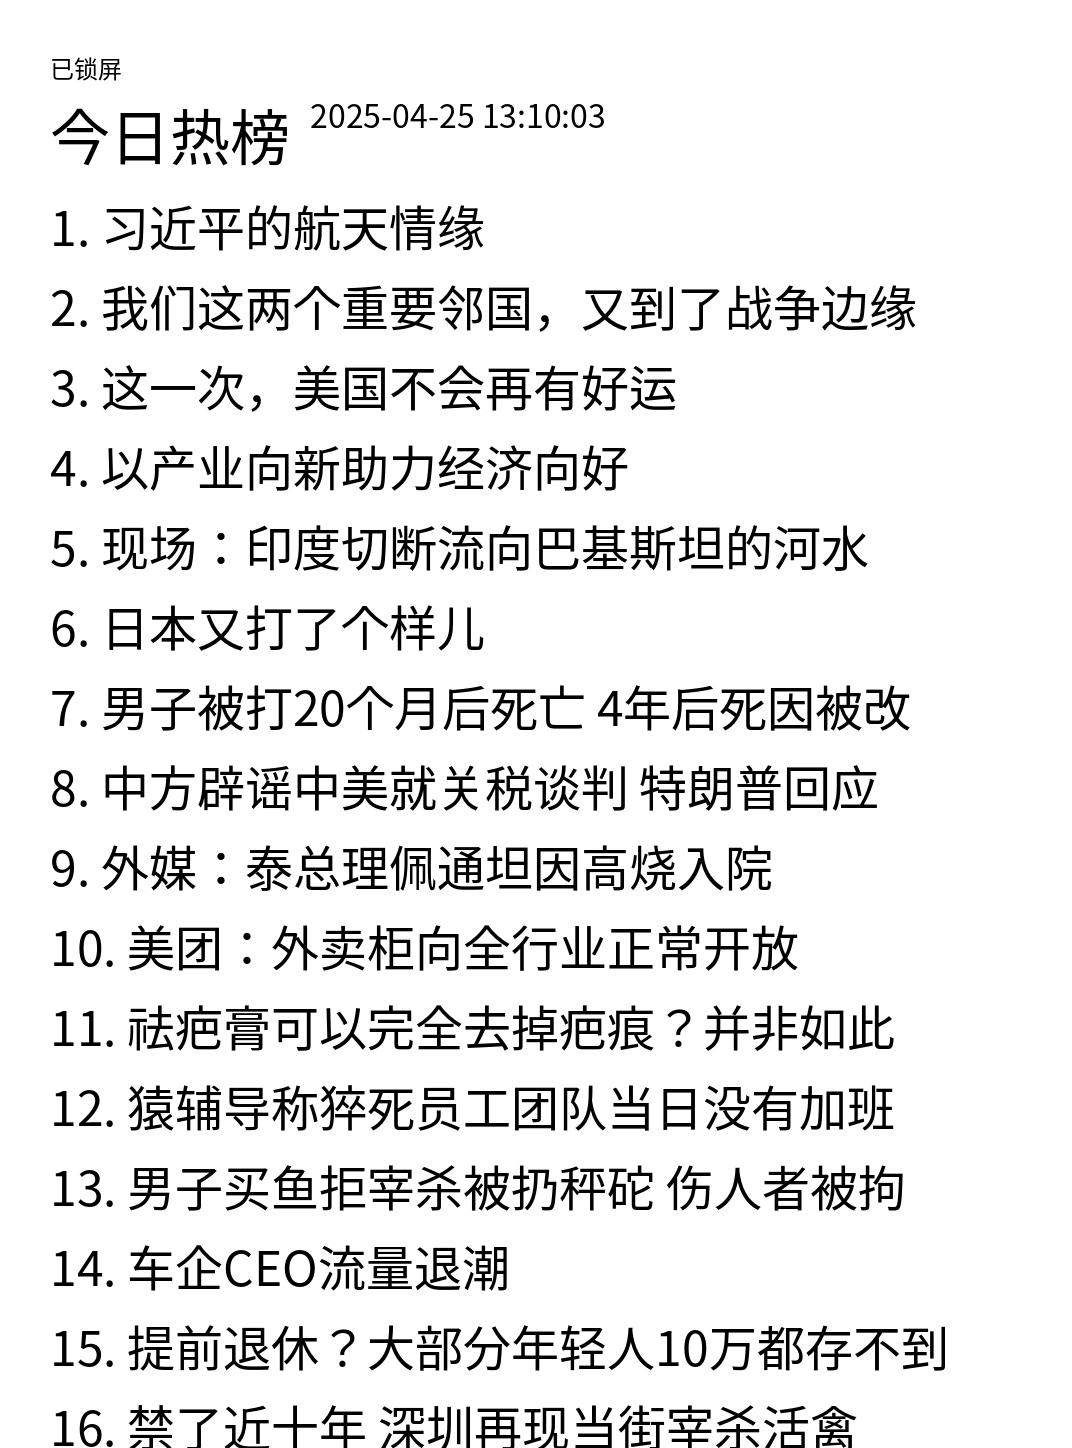 已锁屏
今日热榜 2025-04-25 13:10:03
1. 习近平的航天情缘
2. 我们这两个重要邻国，又到了战争边缘
3. 这一次，美国不会再有好运
4. 以产业向新助力经济向好
5. 现场：印度切断流向巴基斯坦的河水
6. 日本又打了个样儿
7. 男子被打20个月后死亡 4年后死因被改
8. 中方辟谣中美就关税谈判 特朗普回应
9. 外媒：泰总理佩通坦因高烧入院
10. 美团：外卖柜向全行业正常开放
11. 祛疤膏可以完全去掉疤痕？并非如此
12. 猿辅导称猝死员工团队当日没有加班
13. 男子买鱼拒宰杀被扔秤砣 伤人者被拘
14. 车企CEO流量退潮
15. 提前退休？大部分年轻人10万都存不到
16. 禁了近十年 深圳再现当街宰杀活禽